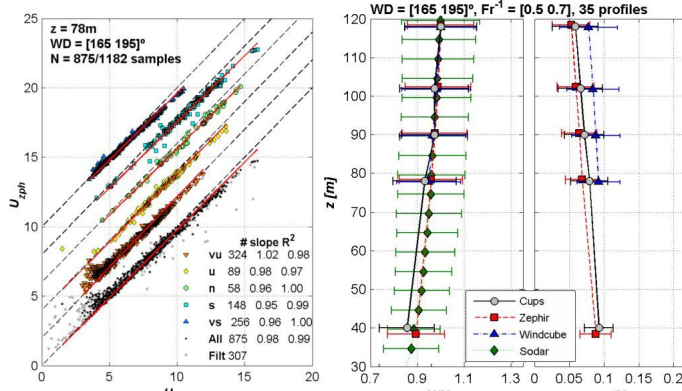 WD = [165 195]º, Fr⁻¹ = [0.5 0.7], 35 profiles
z = 78m
WD = [165 195]º
N = 875/1182 samples
U_zph
25
20
15
10
5
0
0 5 10 15 20
# slope R²
vu 324 1.02 0.98
u 89 0.98 0.97
n 58 0.96 1.00
s 148 0.95 0.99
vs 256 0.96 1.00
All 875 0.98 0.99
Filt 307
z [m]
120
110
100
90
80
70
60
50
40
30
0.7 0.9 1.1 1.3
0 0.05 0.1 0.15 0.2
Cups
Zephir
Windcube
Sodar